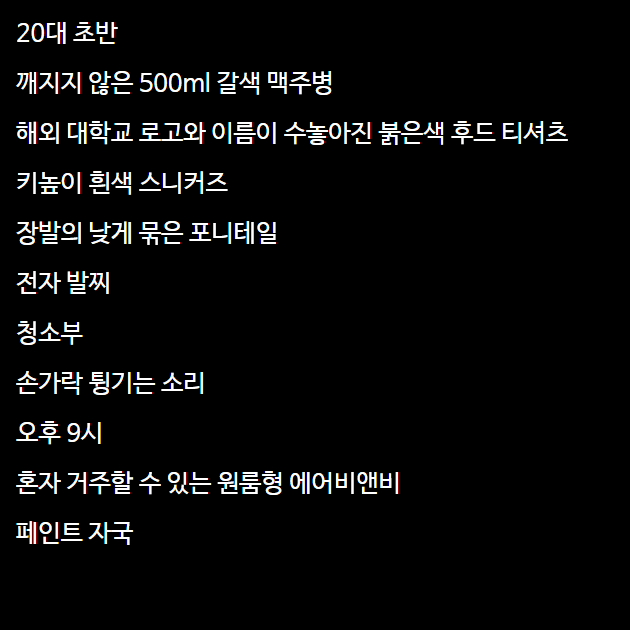 20대 초반
깨지지 않은 500ml 갈색 맥주병
해외 대학교 로고와 이름이 수놓아진 붉은색 후드 티셔츠
키높이 흰색 스니커즈
장발의 낮게 묶은 포니테일
전자 발찌
청소부
손가락 튕기는 소리
오후 9시
혼자 거주할 수 있는 원룸형 에어비앤비
페인트 자국